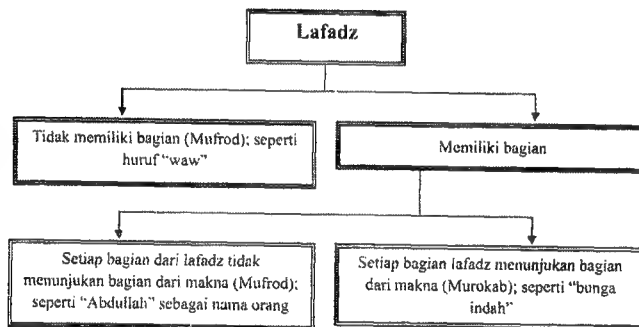 Lafadz
Tidak memiliki bagian (Mufrod); seperti
huruf "waw"
Memiliki bagian
Setiap bagian dari lafadz tidak
menunjukan bagian dari makna (Mufrod);
seperti "Abdullah" sebagai nama orang
Setiap bagian lafadz menunjukan bagian
dari makna (Murokab); seperti "bunga
indah"